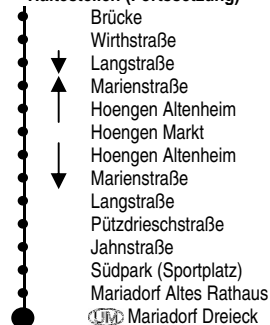 Haltestellen (Fortsetzung)
Brücke
Wirthstraße
Langstraße
Marienstraße
Hoengen Altenheim
Hoengen Markt
Hoengen Altenheim
Marienstraße
Langstraße
Pützdrieschstraße
Jahnstraße
Südpark (Sportplatz)
Mariadorf Altes Rathaus
UM Mariadorf Dreieck